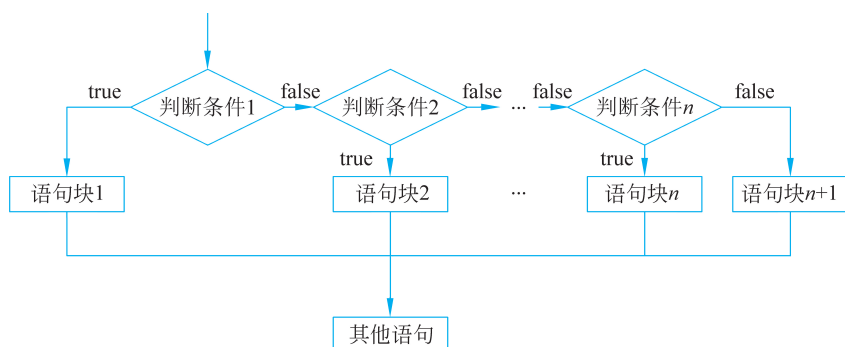 true
false
false
false
false
判断条件1
判断条件2
...
判断条件n
true
true
语句块1
语句块2
...
语句块n
语句块n+1
其他语句